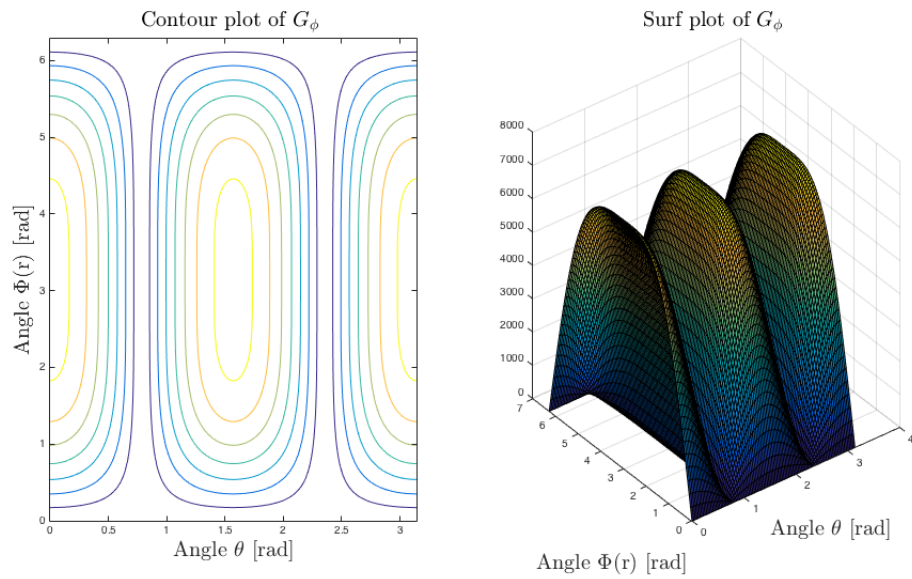 Contour plot of G_ϕ
6
5
4
3
2
1
0
Angle Φ(r) [rad]
0 0.5 1 1.5 2 2.5 3
Angle θ [rad]
Surf plot of G_ϕ
8000
7000
6000
5000
4000
3000
2000
1000
0
7 6 5 4 3 2 1 0
Angle Φ(r) [rad]
0 1 2 3 4
Angle θ [rad]